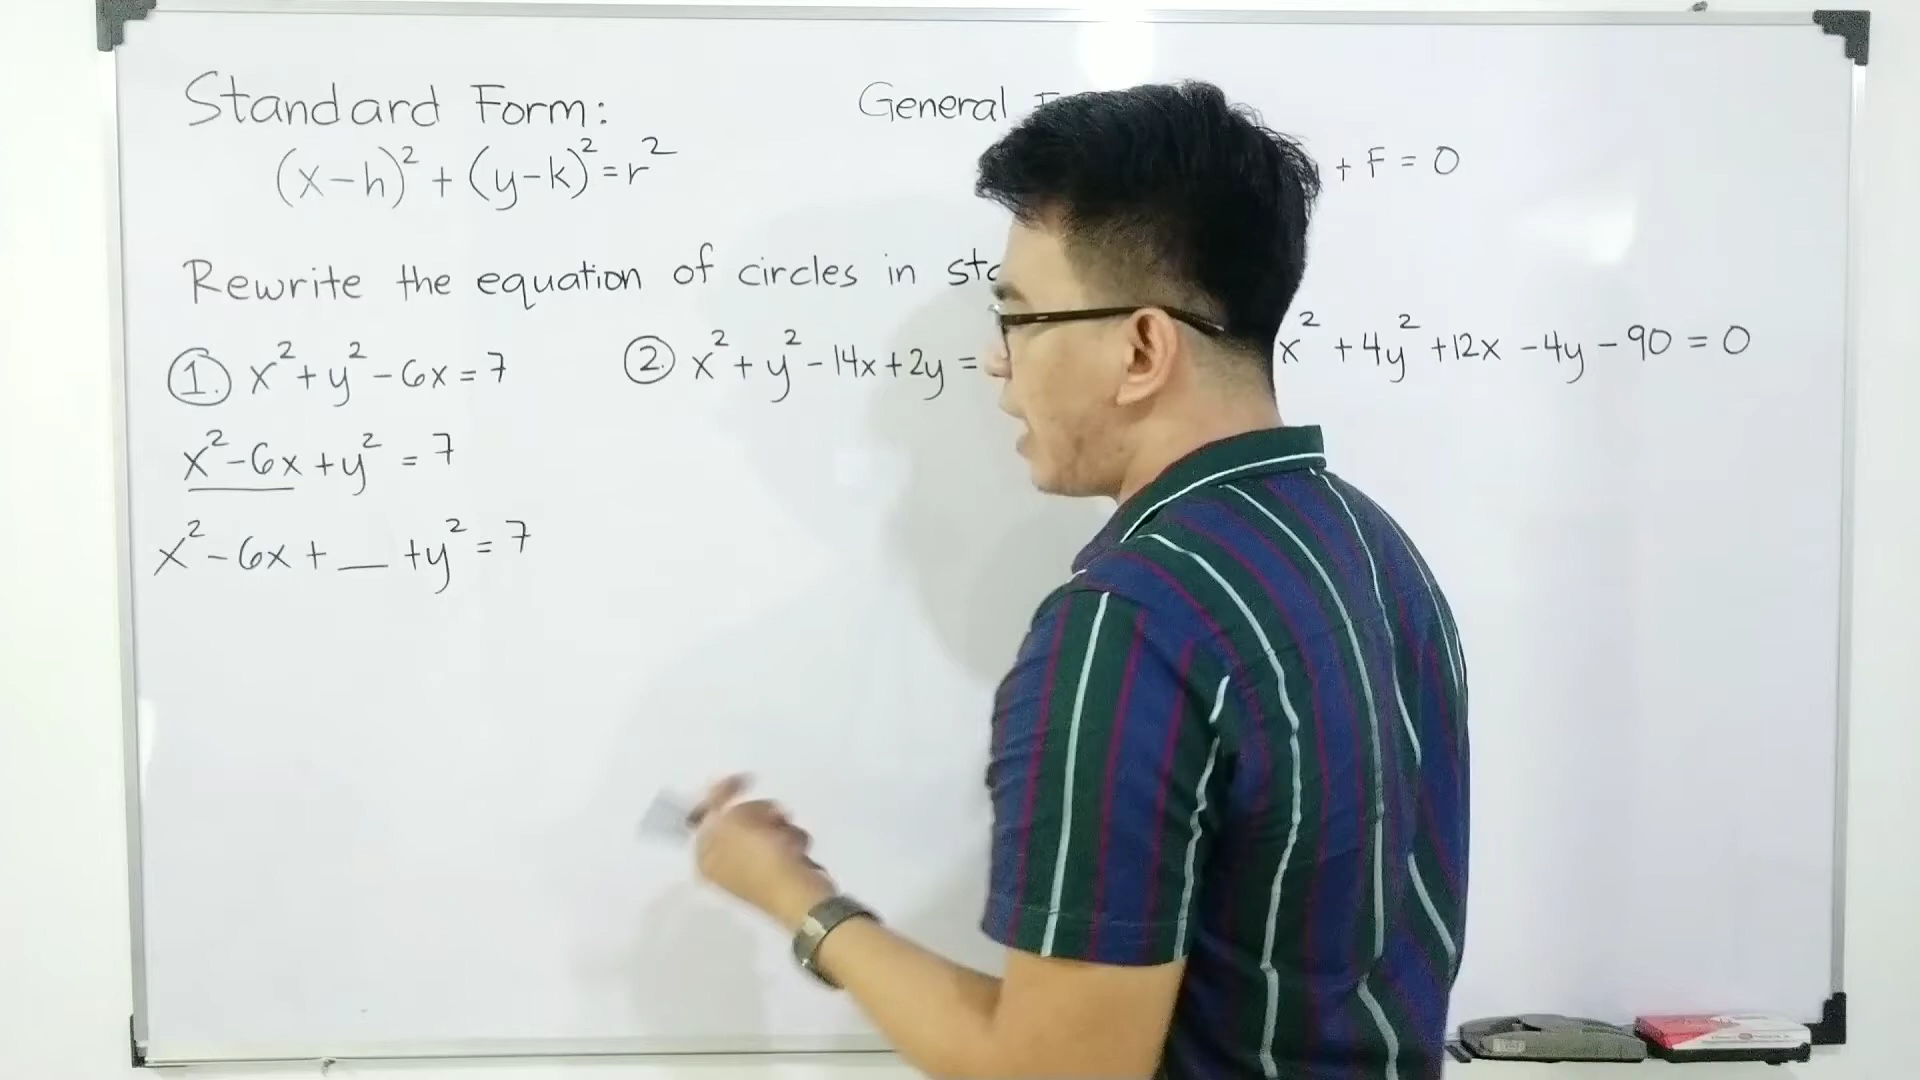 Standard Form:
(x-h)²+(y-k)²=r²
General
+ F = 0
Rewrite the equation of circles in
1. x²+y²-6x=7
2. x²+y²-14x+2y=
x²+4y²+12x-4y-90=0
x²-6x+y²=7
x²-6x+__+y²=7